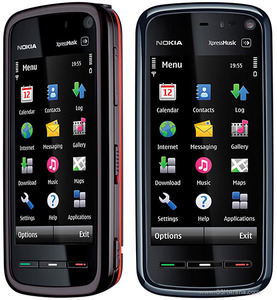 NOKIA
XpressMusic
Menu
19:55
Calendar
Contacts
Log
Internet
Messaging
Gallery
Download
Music
Maps
Settings
Help
Applications
Options
Exit
NOKIA
XpressMusic
Menu
19:55
Calendar
Contacts
Log
Internet
Messaging
Gallery
Download
Music
Maps
Settings
Help
Applications
Options
Exit